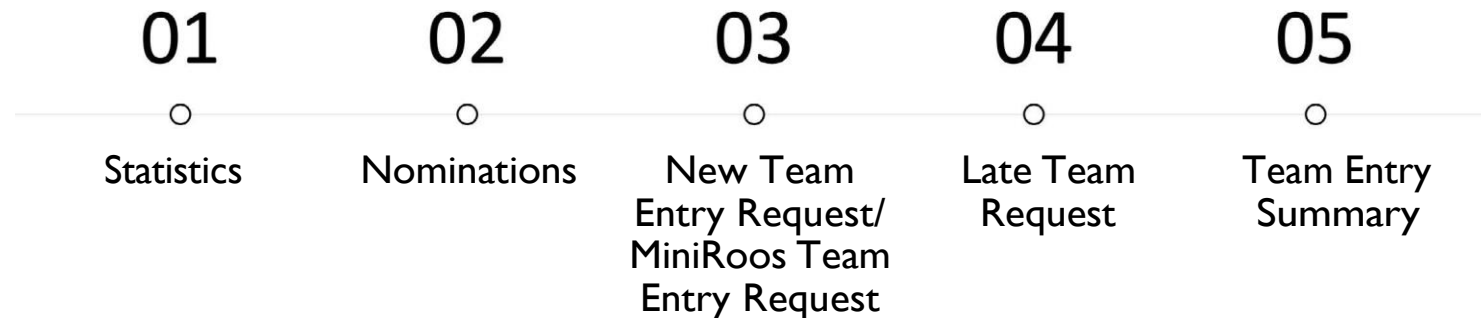 01
Statistics
02
Nominations
03
New Team
Entry Request/
MiniRoos Team
Entry Request
04
Late Team
Request
05
Team Entry
Summary